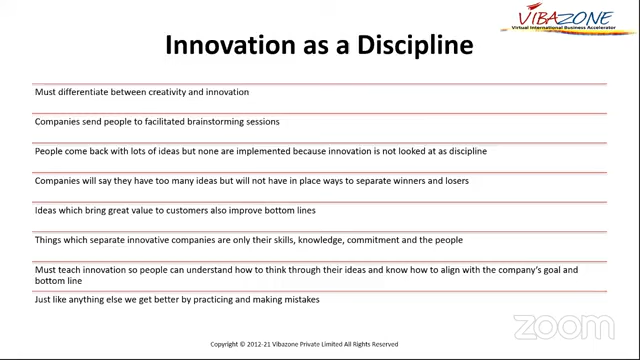 VIBAZONE
Virtual International Business Accelerator
Innovation as a Discipline
Must differentiate between creativity and innovation
Companies send people to facilitated brainstorming sessions
People come back with lots of ideas but none are implemented because innovation is not looked at as discipline
Companies will say they have too many ideas but will not have in place ways to separate winners and losers
Ideas which bring great value to customers also improve bottom lines
Things which separate innovative companies are only their skills, knowledge, commitment and the people
Must teach innovation so people can understand how to think through their ideas and know how to align with the company's goal and
bottom line
Just like anything else we get better by practicing and making mistakes
Copyright © 2012-21 Vibazone Private Limited All Rights Reserved
zoom